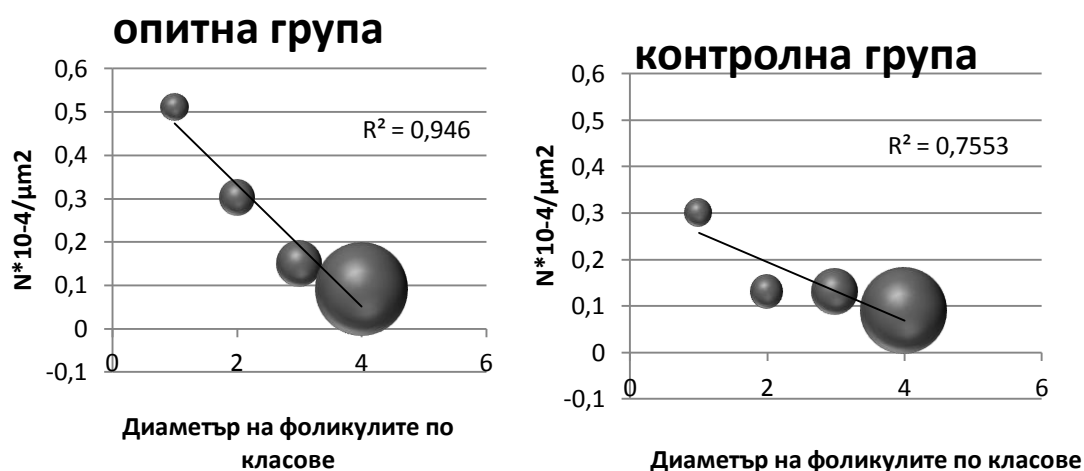 опитна група
0,6
0,5
0,4
0,3
0,2
0,1
0
-0,1
N*10-4/µm2
R² = 0,946
0
2
4
6
Диаметър на фоликулите по
класове
контролна група
0,6
0,5
0,4
0,3
0,2
0,1
0
-0,1
N*10-4/µm2
R² = 0,7553
0
2
4
6
Диаметър на фоликулите по класове